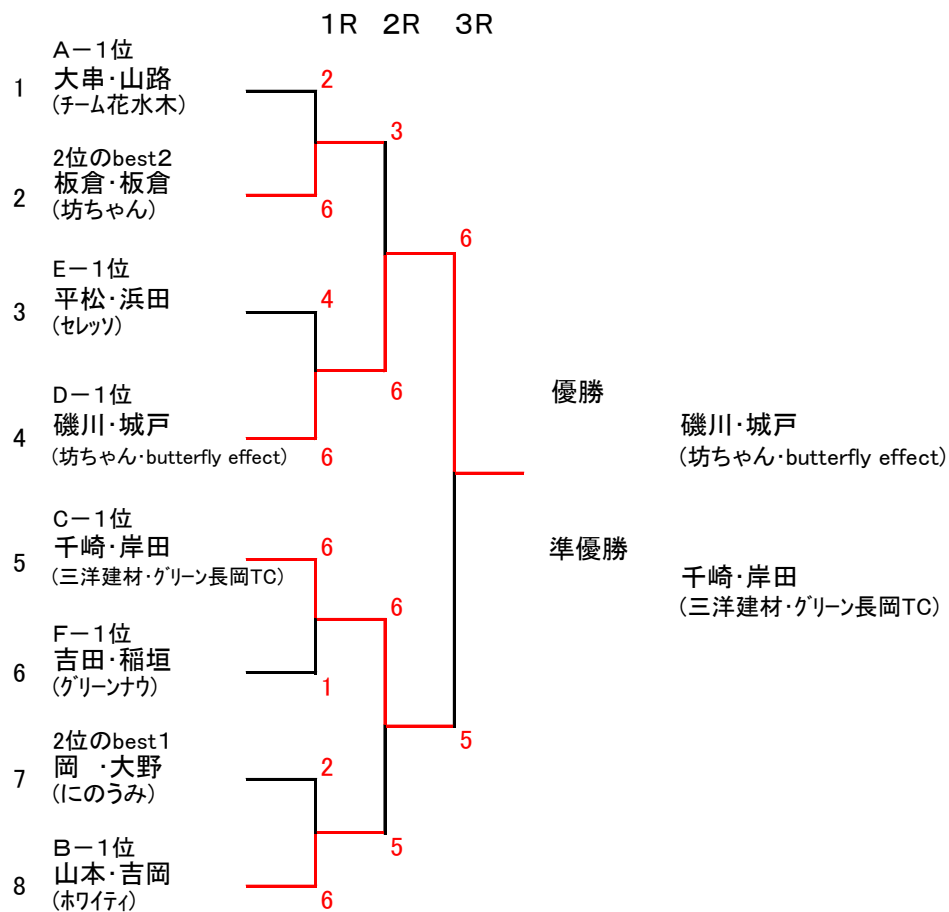 1R 2R 3R
A－1位
1 大串・山路 2
(ﾁｰﾑ花水木)
3
2位のbest2
2 板倉・板倉
(坊ちゃん) 6
6
E－1位
3 平松・浜田 4
(ｾﾚｯｿ)
D－1位 6 優勝
4 磯川・城戸 磯川・城戸
(坊ちゃん・butterfly effect) 6 (坊ちゃん・butterfly effect)
C－1位
5 千崎・岸田 6 準優勝
(三洋建材・ｸﾞﾘｰﾝ長岡TC) 千崎・岸田
6 (三洋建材・ｸﾞﾘｰﾝ長岡TC)
F－1位
6 吉田・稲垣
(ｸﾞﾘｰﾝﾅｳ) 1
2位のbest1 5
7 岡　・大野 2
(にのうみ)
B－1位 5
8 山本・吉岡
(ﾎﾜｲﾃｨ) 6